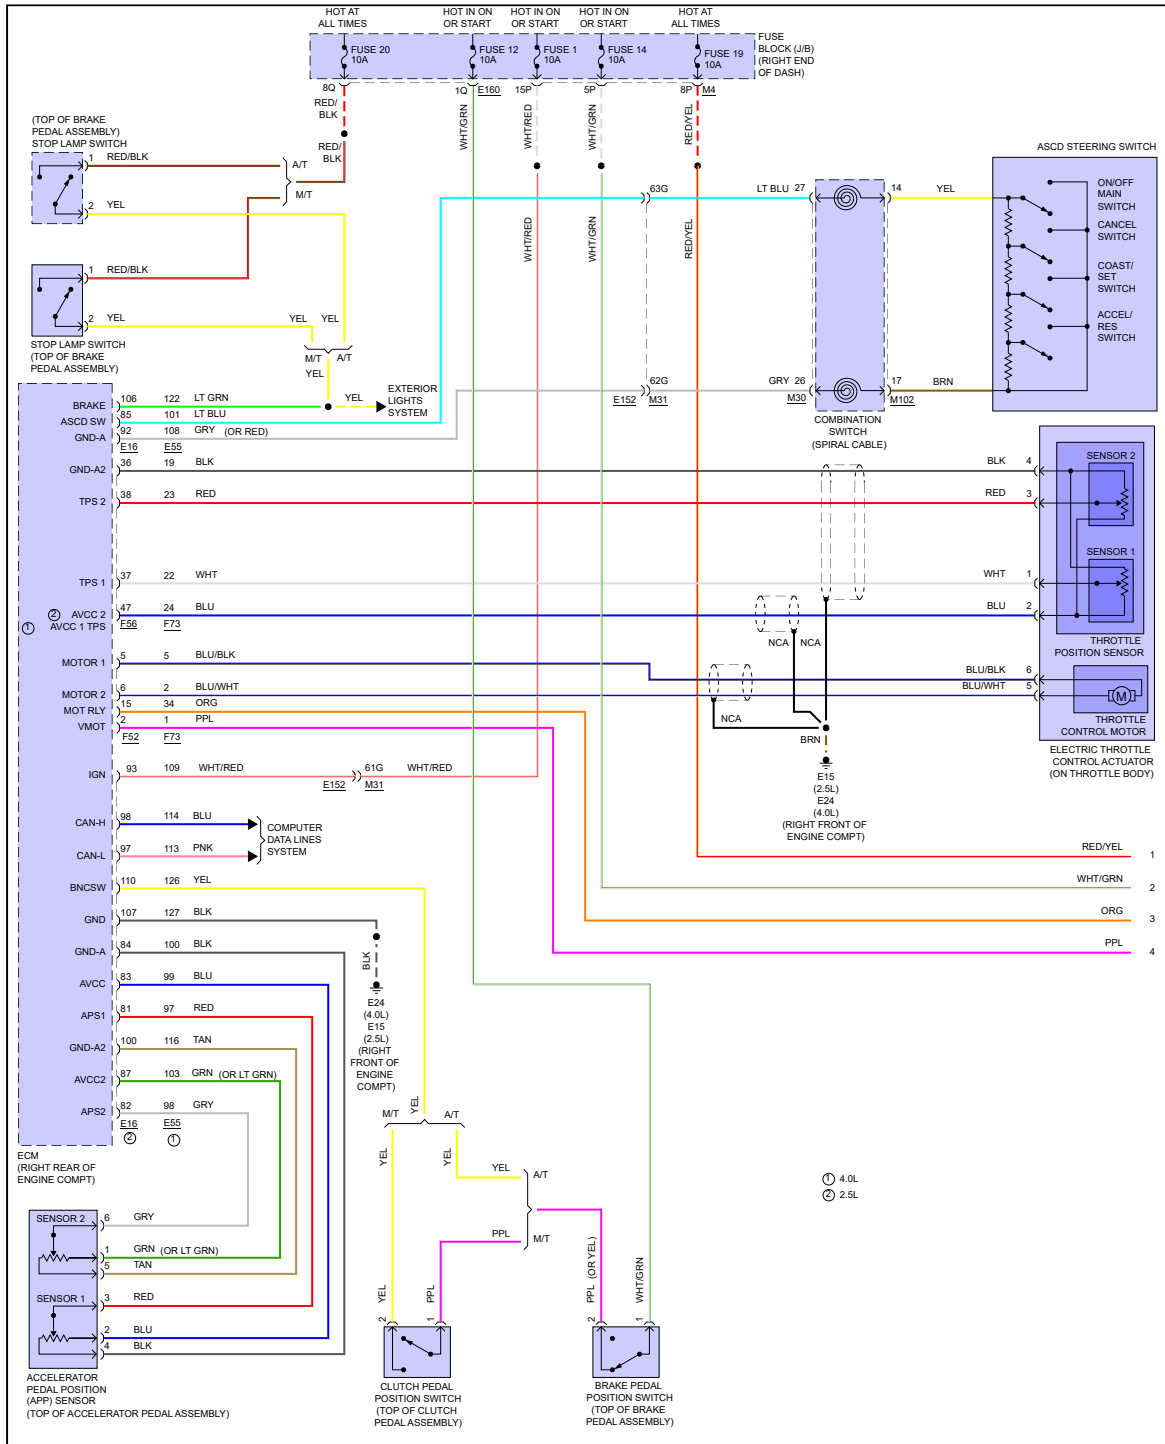 HOT AT
ALL TIMES
HOT IN ON
OR START
HOT IN ON
OR START
HOT IN ON
OR START
HOT AT
ALL TIMES
FUSE 20
10A
FUSE 12
10A
FUSE 1
10A
FUSE 14
10A
FUSE 19
10A
FUSE
BLOCK (J/B)
(RIGHT END
OF DASH)
8Q
1Q
E160
15P
5P
8P
M4
RED/
BLK
RED/
BLK
WHT/GRN
WHT/RED
WHT/GRN
RED/YEL
WHT/RED
WHT/GRN
RED/YEL
(TOP OF BRAKE
PEDAL ASSEMBLY)
STOP LAMP SWITCH
1
RED/BLK
2
YEL
A/T
M/T
1
RED/BLK
2
YEL
YEL
YEL
STOP LAMP SWITCH
(TOP OF BRAKE
PEDAL ASSEMBLY)
M/T
A/T
YEL
YEL
EXTERIOR
LIGHTS
SYSTEM
63G
LT BLU
27
14
YEL
62G
E152
M31
GRY
26
M30
17
M102
BRN
COMBINATION
SWITCH
(SPIRAL CABLE)
ASCD STEERING SWITCH
ON/OFF
MAIN
SWITCH
CANCEL
SWITCH
COAST/
SET
SWITCH
ACCEL/
RES
SWITCH
BRAKE
106
122
LT GRN
ASCD SW
85
101
LT BLU
GND-A
92
108
GRY
(OR RED)
E16
E55
GND-A2
36
19
BLK
TPS 2
38
23
RED
TPS 1
37
22
WHT
2
AVCC 2
47
24
BLU
1
AVCC 1 TPS
F56
F73
MOTOR 1
5
5
BLU/BLK
MOTOR 2
6
2
BLU/WHT
MOT RLY
15
34
ORG
VMOT
2
1
PPL
F52
F73
IGN
93
109
WHT/RED
61G
WHT/RED
E152
M31
CAN-H
98
114
BLU
CAN-L
97
113
PNK
COMPUTER
DATA LINES
SYSTEM
BNCSW
110
126
YEL
GND
107
127
BLK
GND-A
84
100
BLK
AVCC
83
99
BLU
APS1
81
97
RED
GND-A2
100
116
TAN
AVCC2
87
103
GRN
(OR LT GRN)
APS2
82
98
GRY
E16
E55
2
1
ECM
(RIGHT REAR OF
ENGINE COMPT)
BLK
E24
(4.0L)
E15
(2.5L)
(RIGHT
FRONT OF
ENGINE
COMPT)
BLK
4
RED
3
WHT
1
BLU
2
BLU/BLK
6
BLU/WHT
5
SENSOR 2
SENSOR 1
THROTTLE
POSITION SENSOR
M
THROTTLE
CONTROL MOTOR
ELECTRIC THROTTLE
CONTROL ACTUATOR
(ON THROTTLE BODY)
NCA
NCA
NCA
BRN
E15
(2.5L)
E24
(4.0L)
(RIGHT FRONT OF
ENGINE COMPT)
RED/YEL
1
WHT/GRN
2
ORG
3
PPL
4
M/T
A/T
YEL
YEL
YEL
YEL
A/T
PPL
M/T
YEL
PPL
PPL
(OR YEL)
WHT/GRN
2
1
2
1
CLUTCH PEDAL
POSITION SWITCH
(TOP OF CLUTCH
PEDAL ASSEMBLY)
BRAKE PEDAL
POSITION SWITCH
(TOP OF BRAKE
PEDAL ASSEMBLY)
1 4.0L
2 2.5L
SENSOR 2
6
GRY
1
GRN
(OR LT GRN)
5
TAN
SENSOR 1
3
RED
2
BLU
4
BLK
ACCELERATOR
PEDAL POSITION
(APP) SENSOR
(TOP OF ACCELERATOR PEDAL ASSEMBLY)